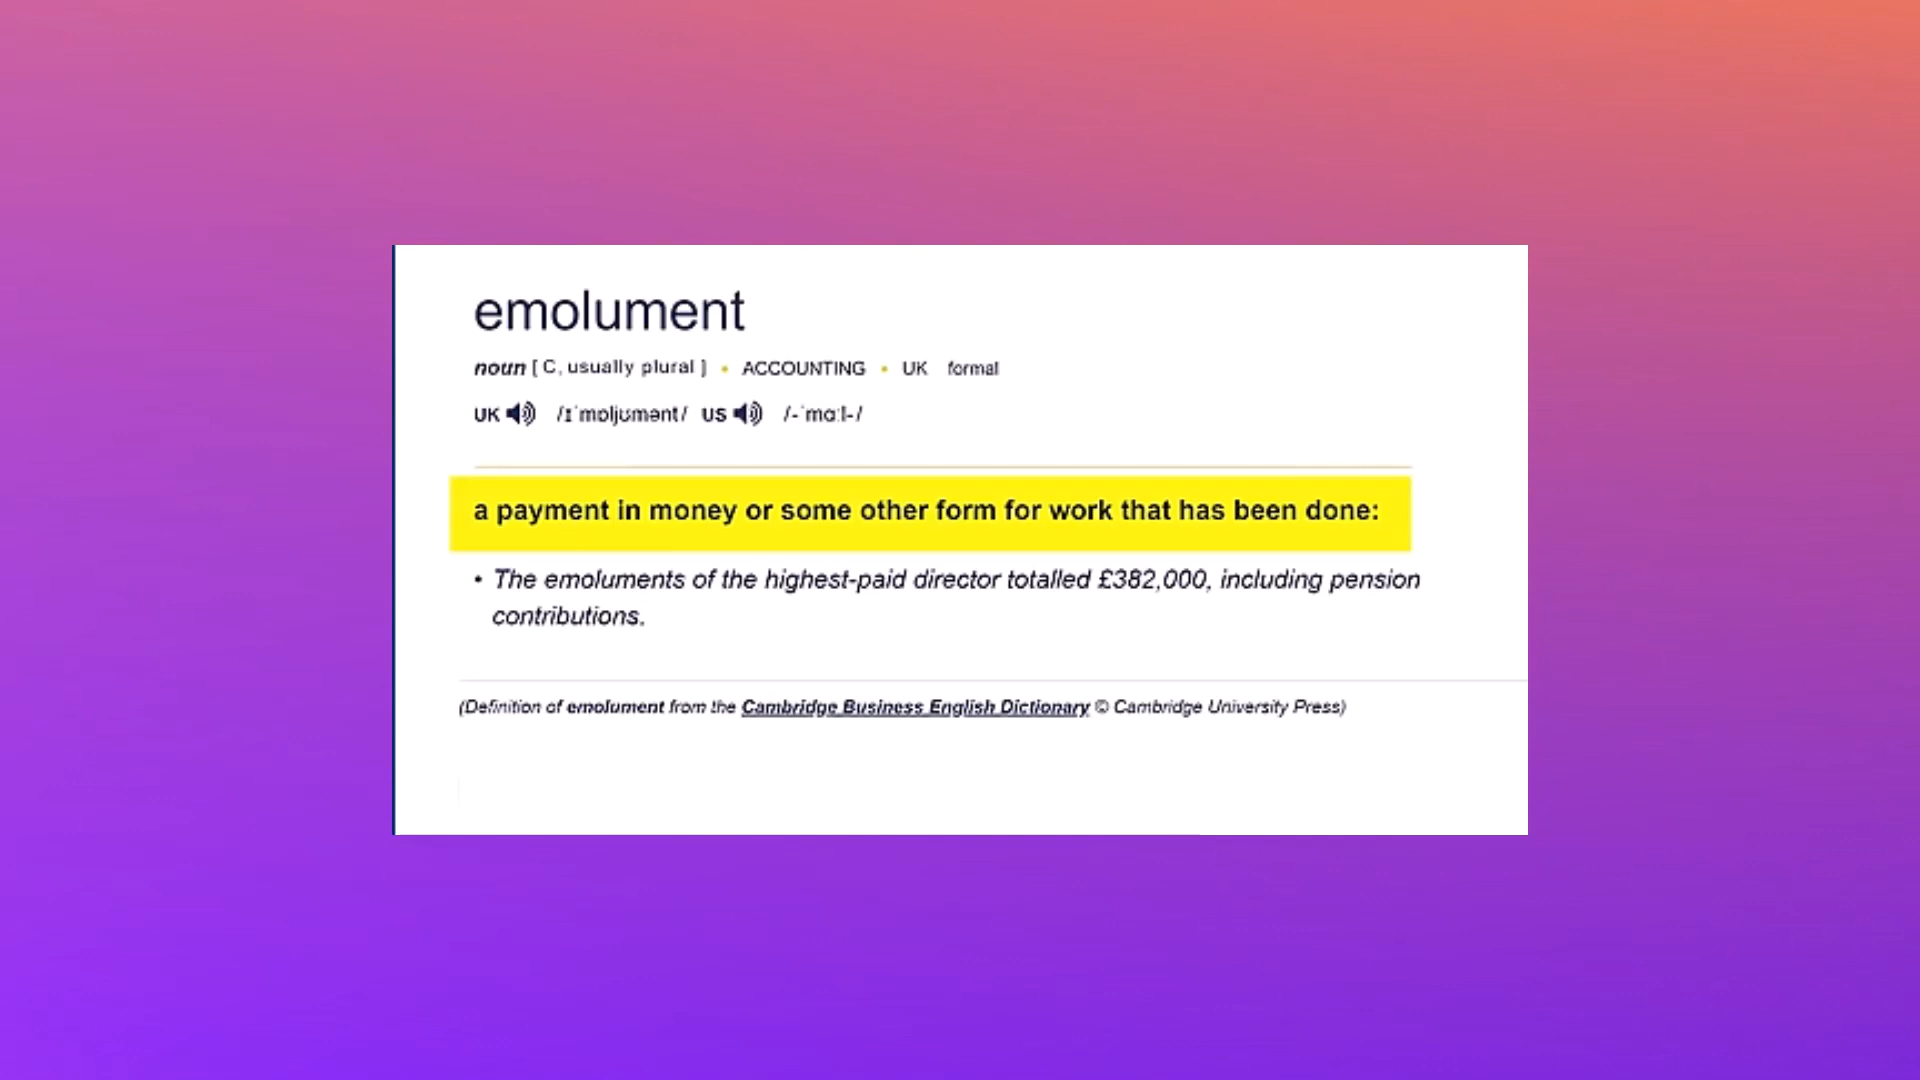 emolument
noun [ C, usually plural ] • ACCOUNTING • UK formal
UK /ɪˈmɒljʊmənt/ US /-ˈmɑːl-/
a payment in money or some other form for work that has been done:
• The emoluments of the highest-paid director totalled £382,000, including pension
contributions.
(Definition of emolument from the Cambridge Business English Dictionary © Cambridge University Press)